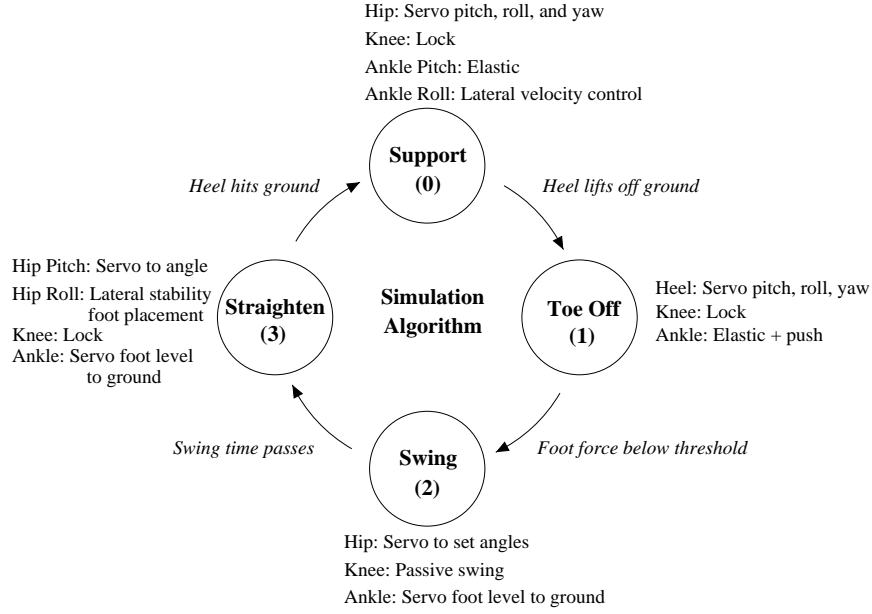 Hip: Servo pitch, roll, and yaw
Knee: Lock
Ankle Pitch: Elastic
Ankle Roll: Lateral velocity control
Support
(0)
Heel hits ground
Heel lifts off ground
Hip Pitch: Servo to angle
Hip Roll: Lateral stability
foot placement
Knee: Lock
Ankle: Servo foot level
to ground
Straighten
(3)
Simulation
Algorithm
Toe Off
(1)
Heel: Servo pitch, roll, yaw
Knee: Lock
Ankle: Elastic + push
Swing time passes
Foot force below threshold
Swing
(2)
Hip: Servo to set angles
Knee: Passive swing
Ankle: Servo foot level to ground